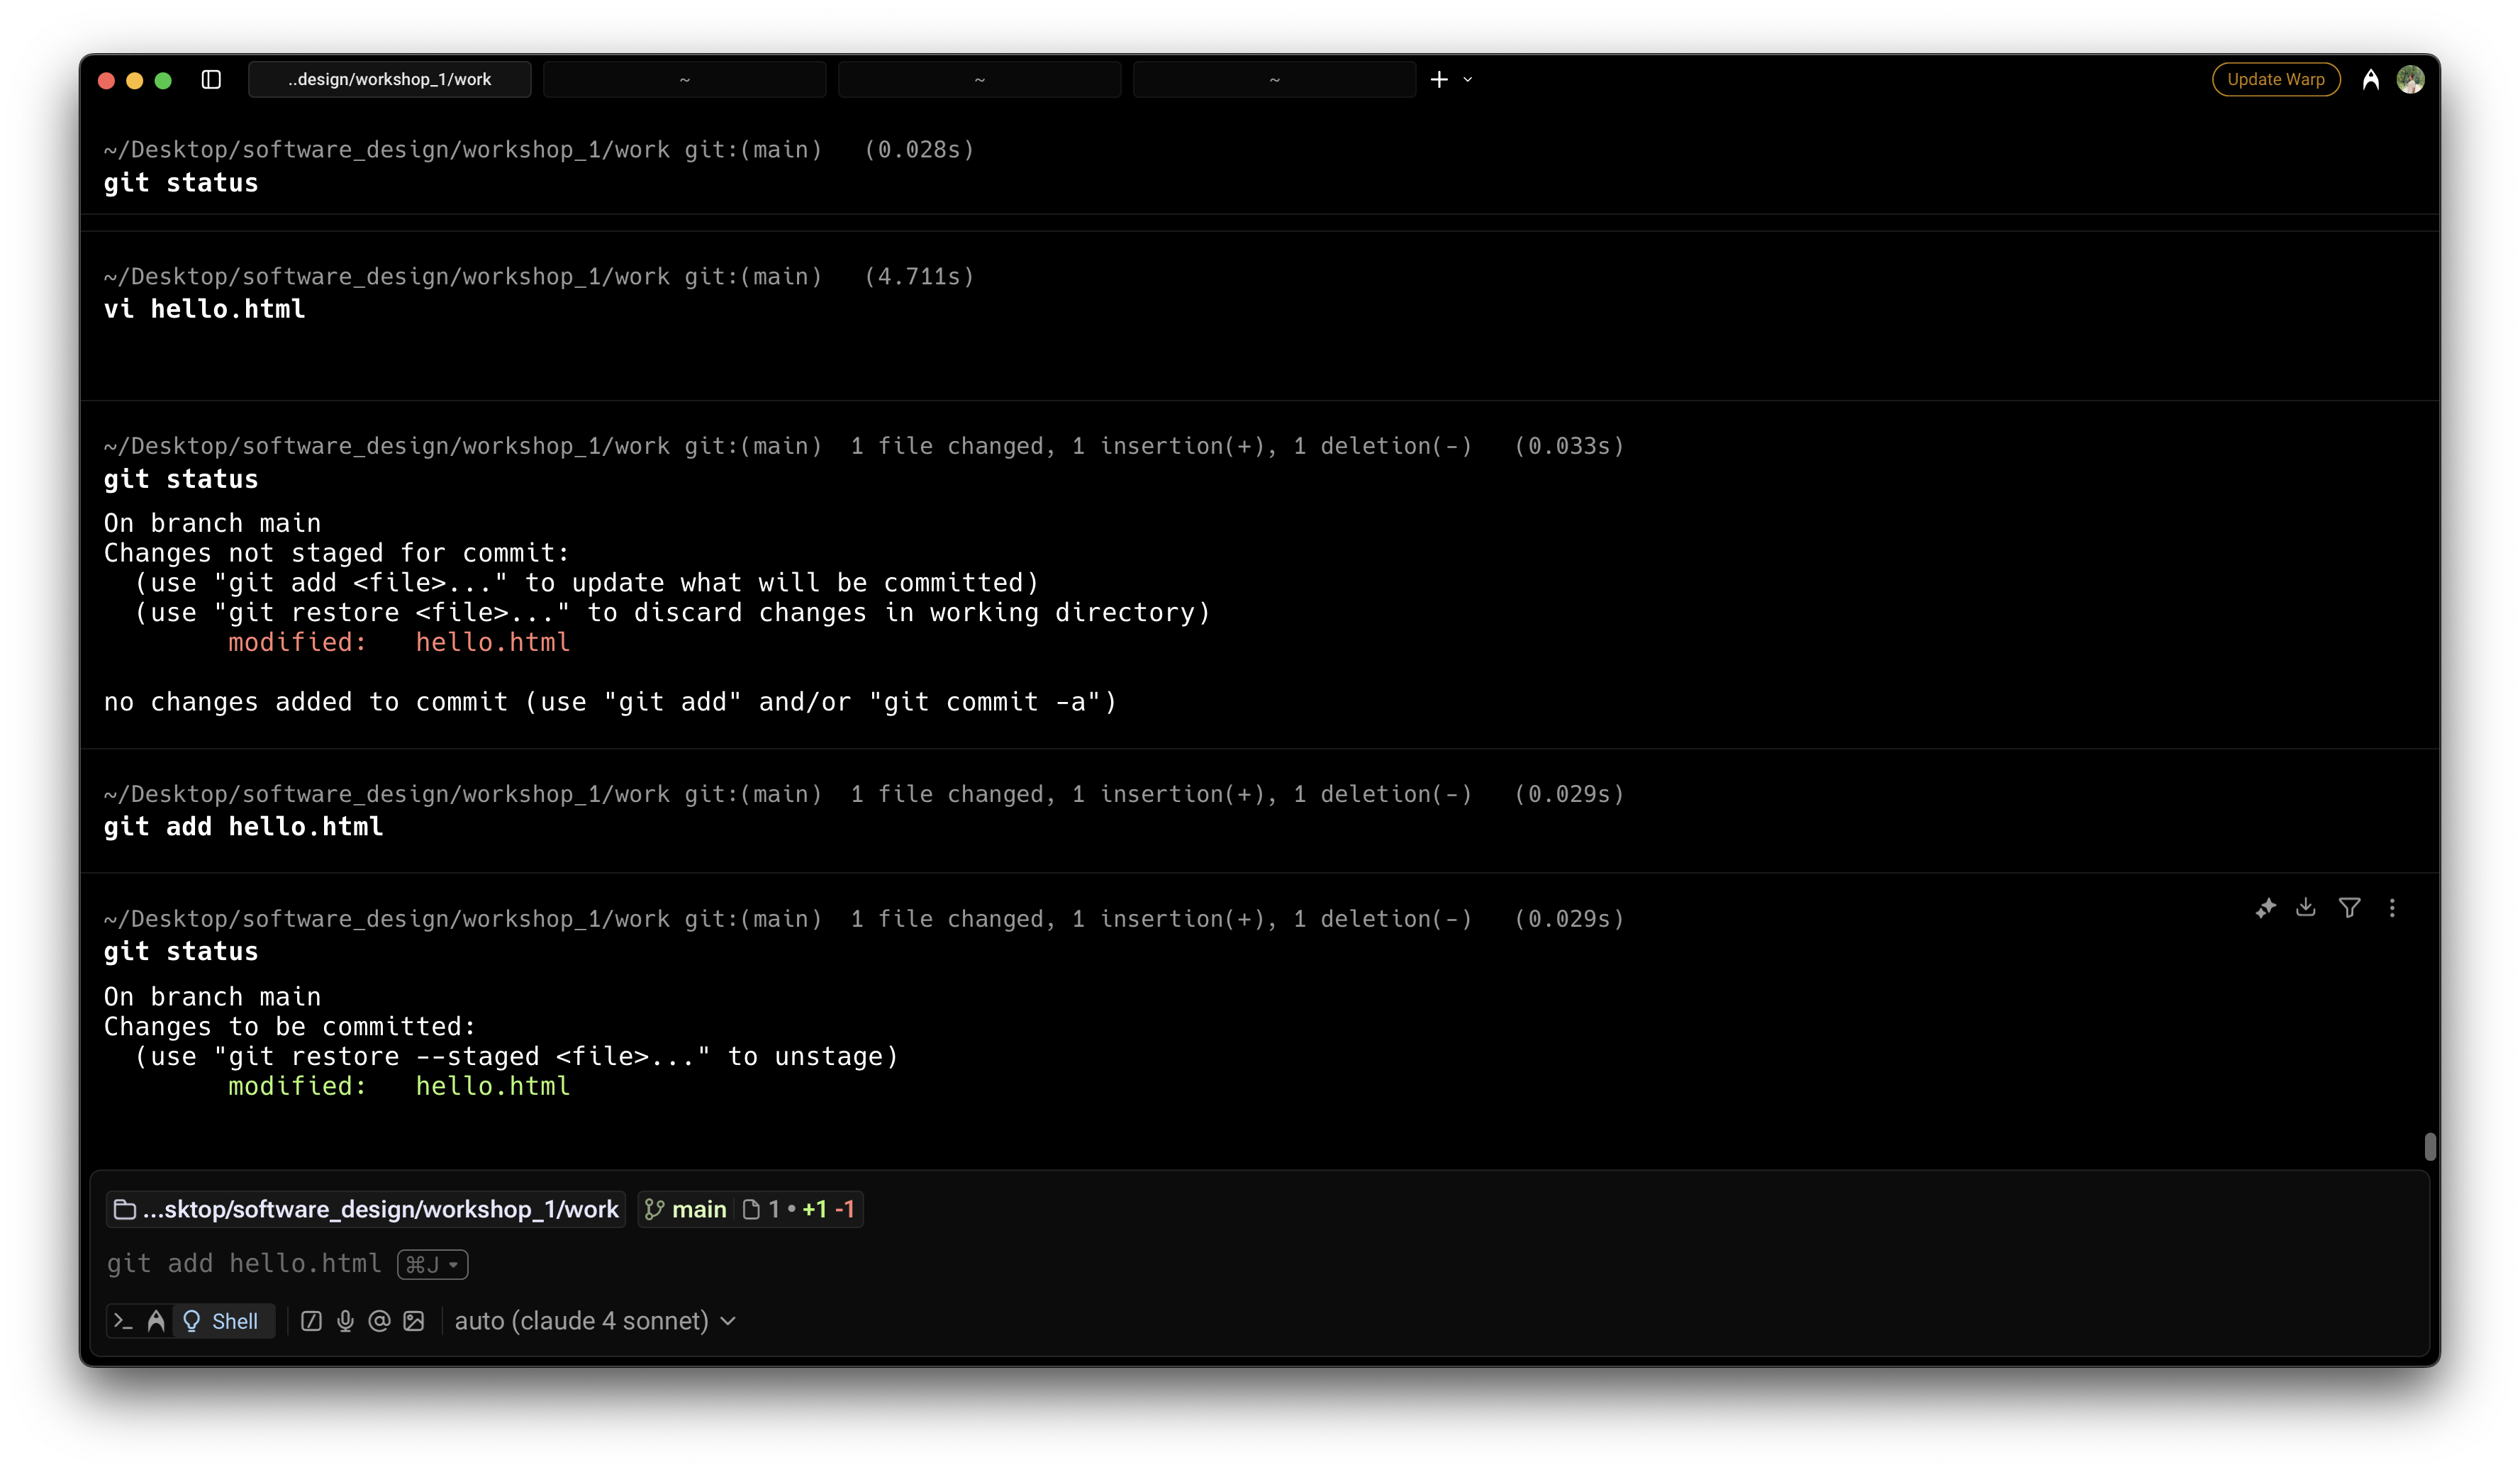 ..design/workshop_1/work
~
~
~
Update Warp
~/Desktop/software_design/workshop_1/work git:(main) (0.028s)
git status
~/Desktop/software_design/workshop_1/work git:(main) (4.711s)
vi hello.html
~/Desktop/software_design/workshop_1/work git:(main) 1 file changed, 1 insertion(+), 1 deletion(-) (0.033s)
git status
On branch main
Changes not staged for commit:
  (use "git add <file>..." to update what will be committed)
  (use "git restore <file>..." to discard changes in working directory)
        modified:   hello.html
no changes added to commit (use "git add" and/or "git commit -a")
~/Desktop/software_design/workshop_1/work git:(main) 1 file changed, 1 insertion(+), 1 deletion(-) (0.029s)
git add hello.html
~/Desktop/software_design/workshop_1/work git:(main) 1 file changed, 1 insertion(+), 1 deletion(-) (0.029s)
git status
On branch main
Changes to be committed:
  (use "git restore --staged <file>..." to unstage)
        modified:   hello.html
...sktop/software_design/workshop_1/work main 1 • +1 -1
git add hello.html ⌘J
Shell auto (claude 4 sonnet)